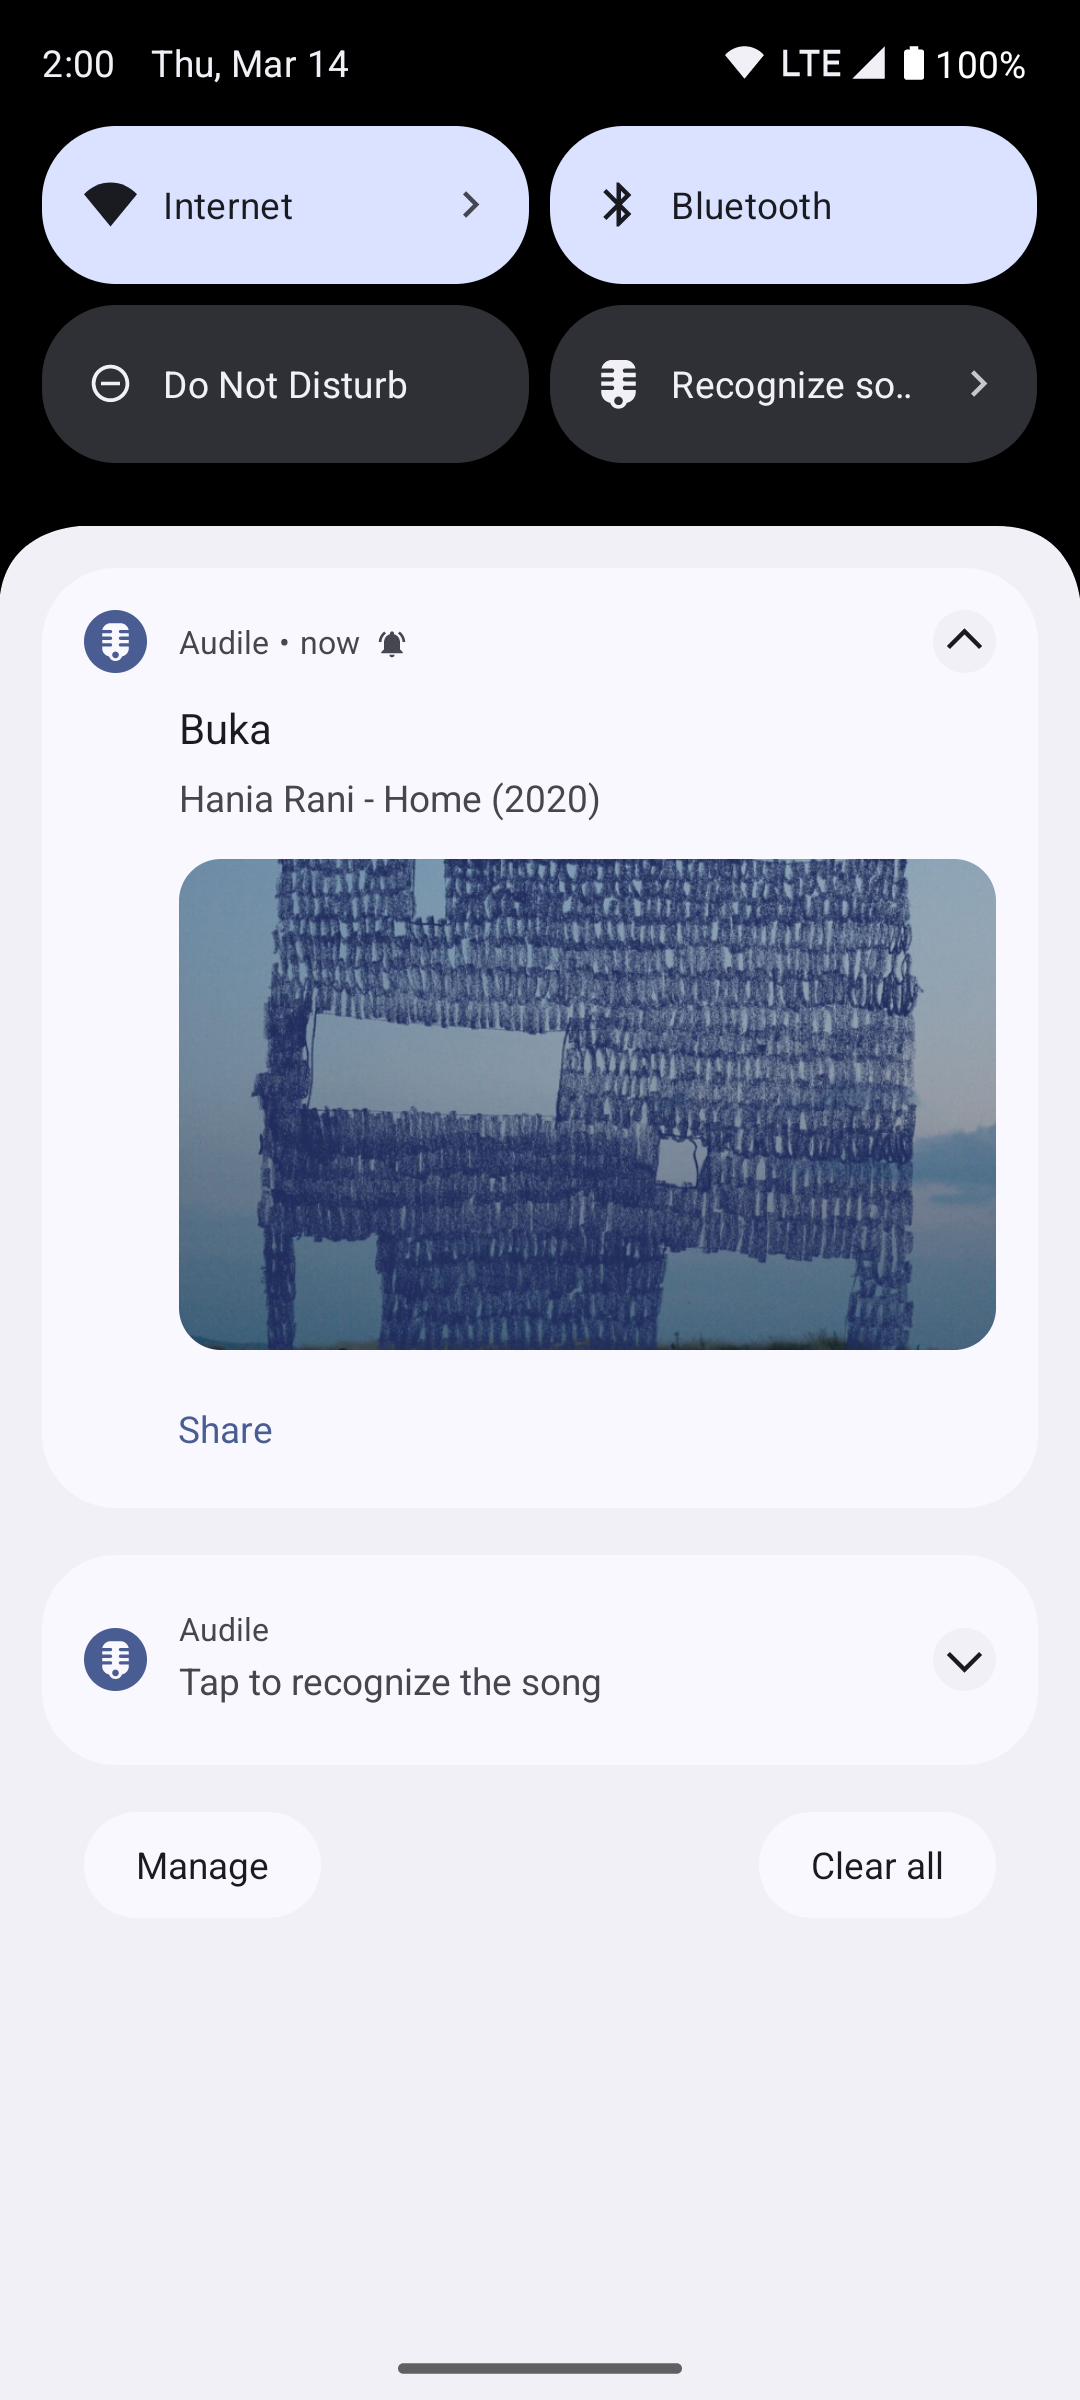 2:00 Thu, Mar 14 LTE 100%
Internet
Bluetooth
Do Not Disturb
Recognize so..
Audile • now
Buka
Hania Rani - Home (2020)
Share
Audile
Tap to recognize the song
Manage
Clear all